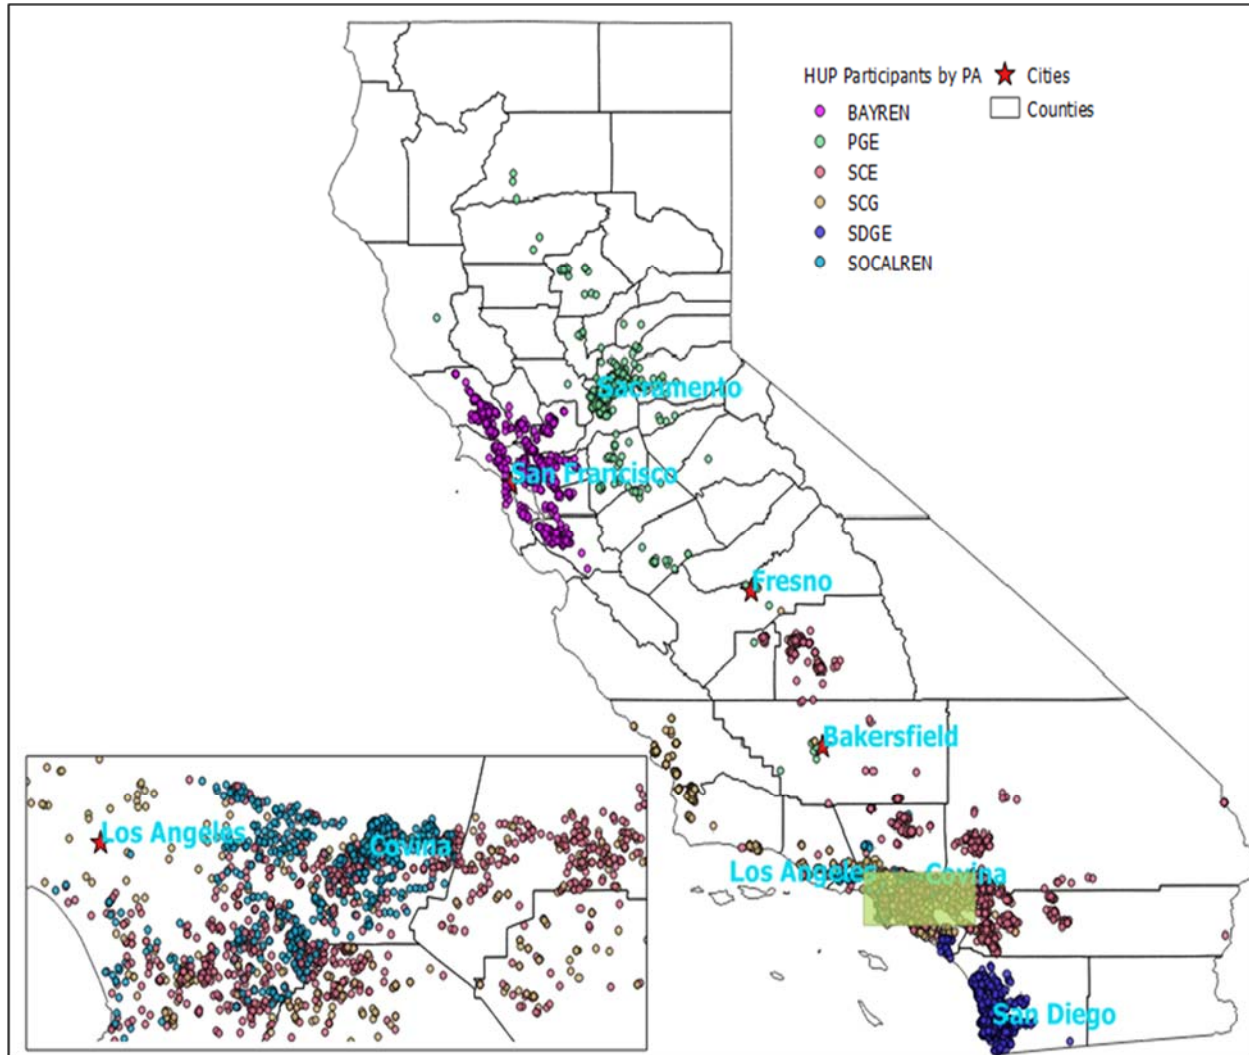 HUP Participants by PA
Cities
BAYREN
Counties
PGE
SCE
SCG
SDGE
SOCALREN
Sacramento
San Francisco
Fresno
Bakersfield
Los Angeles
Covina
Los Angeles
Covina
San Diego